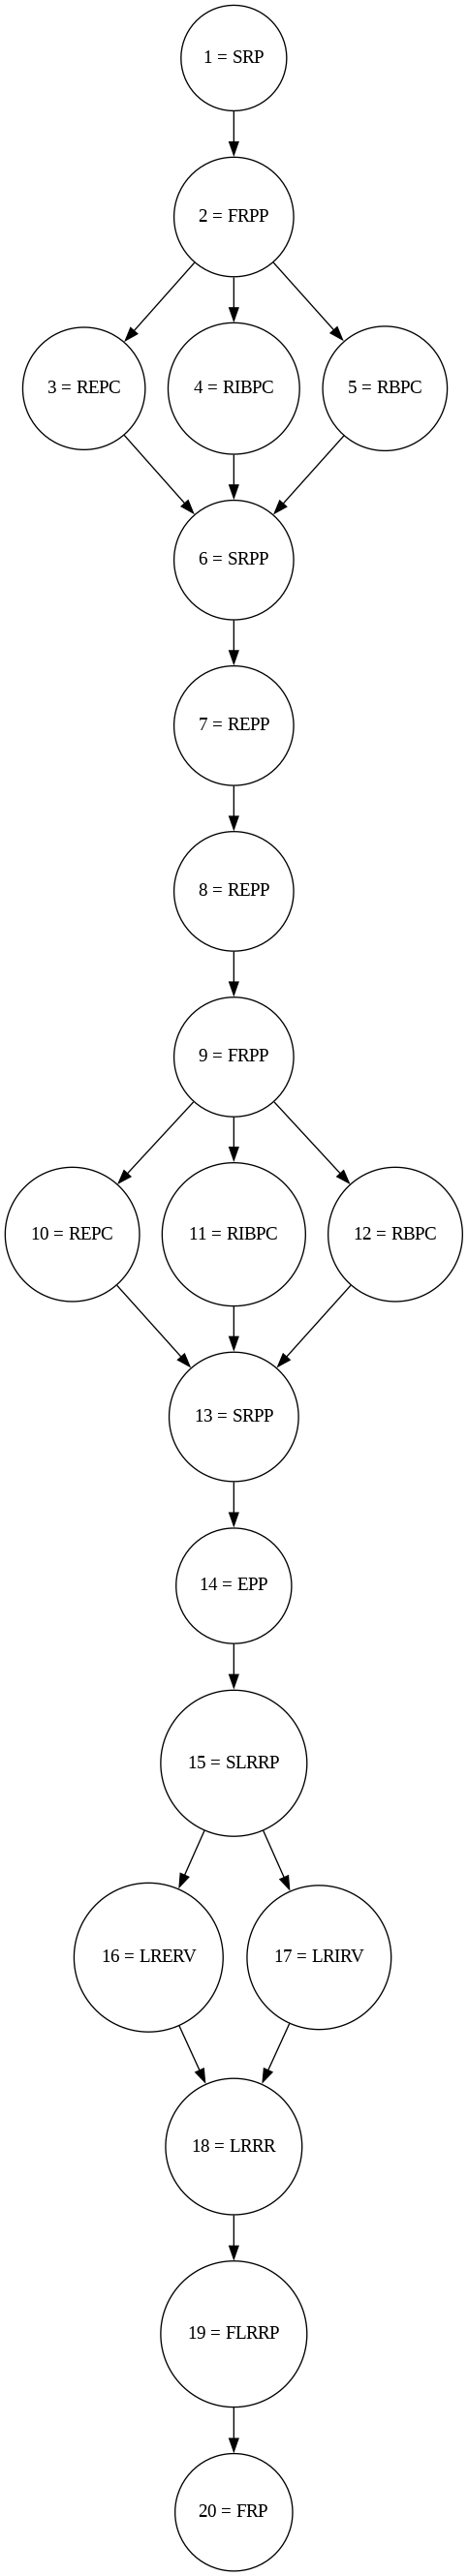 1 = SRP
2 = FRPP
3 = REPC
4 = RIBPC
5 = RBPC
6 = SRPP
7 = REPP
8 = REPP
9 = FRPP
10 = REPC
11 = RIBPC
12 = RBPC
13 = SRPP
14 = EPP
15 = SLRRP
16 = LRERV
17 = LRIRV
18 = LRRR
19 = FLRRP
20 = FRP